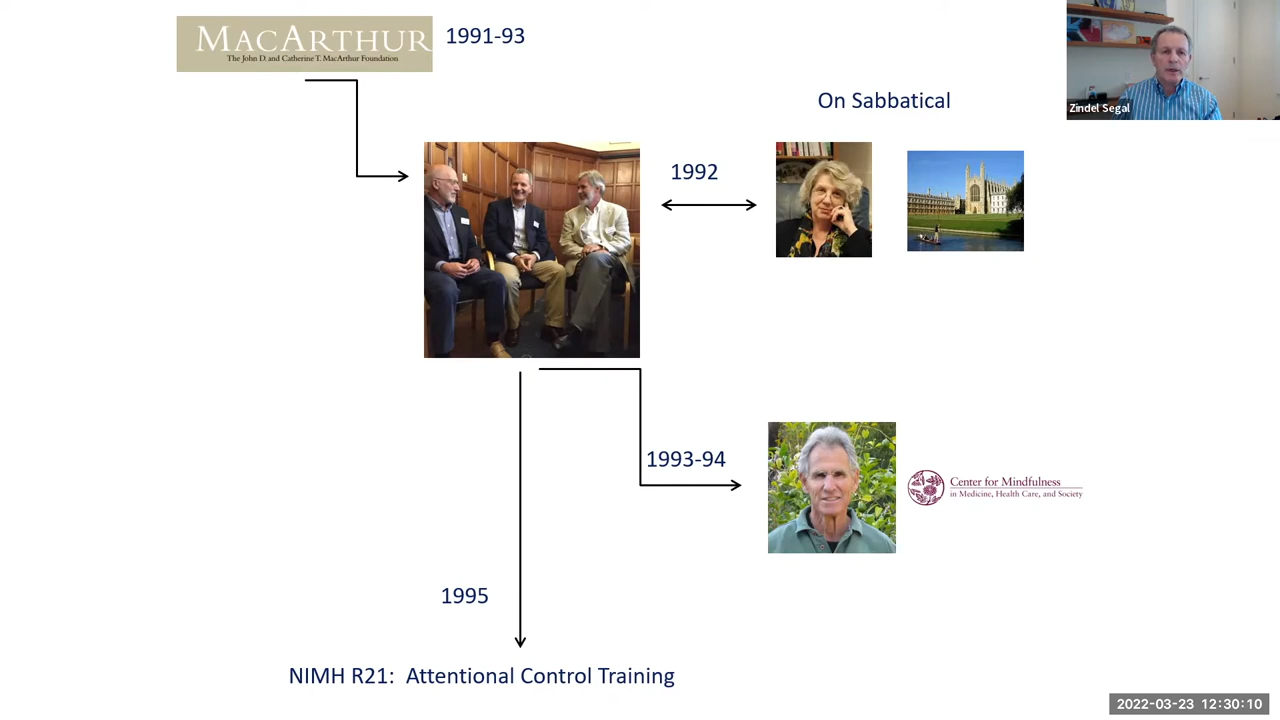 MACARTHUR
The John D. and Catherine T. MacArthur Foundation
1991-93
Zindel Segal
On Sabbatical
1992
1993-94
Center for Mindfulness
in Medicine, Health Care, and Society
1995
NIMH R21: Attentional Control Training
2022-03-23 12:30:10